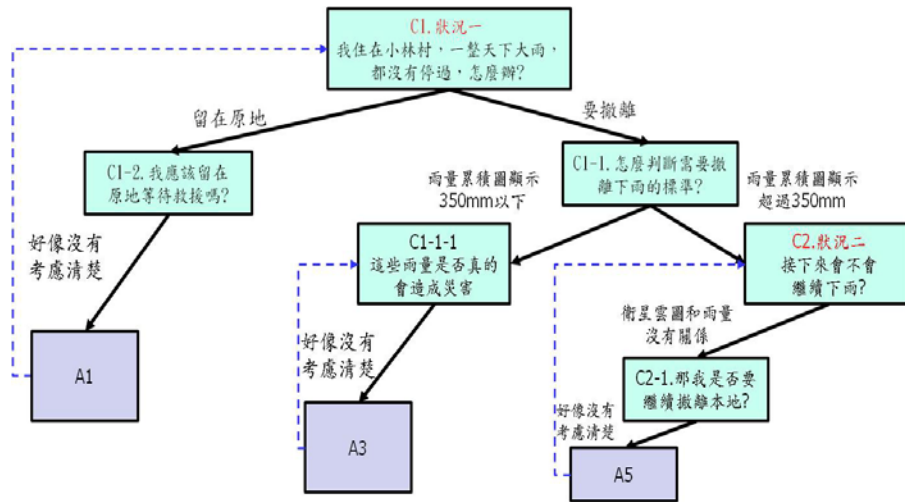 C1.狀況一
我住在小林村，一整天下大雨，
都沒有停過，怎麼辦?
留在原地
要撤離
C1-2.我應該留在
原地等待救援嗎?
C1-1.怎麼判斷需要撤
離下雨的標準?
雨量累積圖顯示
350mm以下
雨量累積圖顯示
超過350mm
好像沒有
考慮清楚
C1-1-1
這些雨量是否真的
會造成災害
C2.狀況二
接下來會不會
繼續下雨?
衛星雲圖和雨量
沒有關係
好像沒有
考慮清楚
C2-1.那我是否要
繼續撤離本地?
A1
好像沒有
考慮清楚
A3
A5